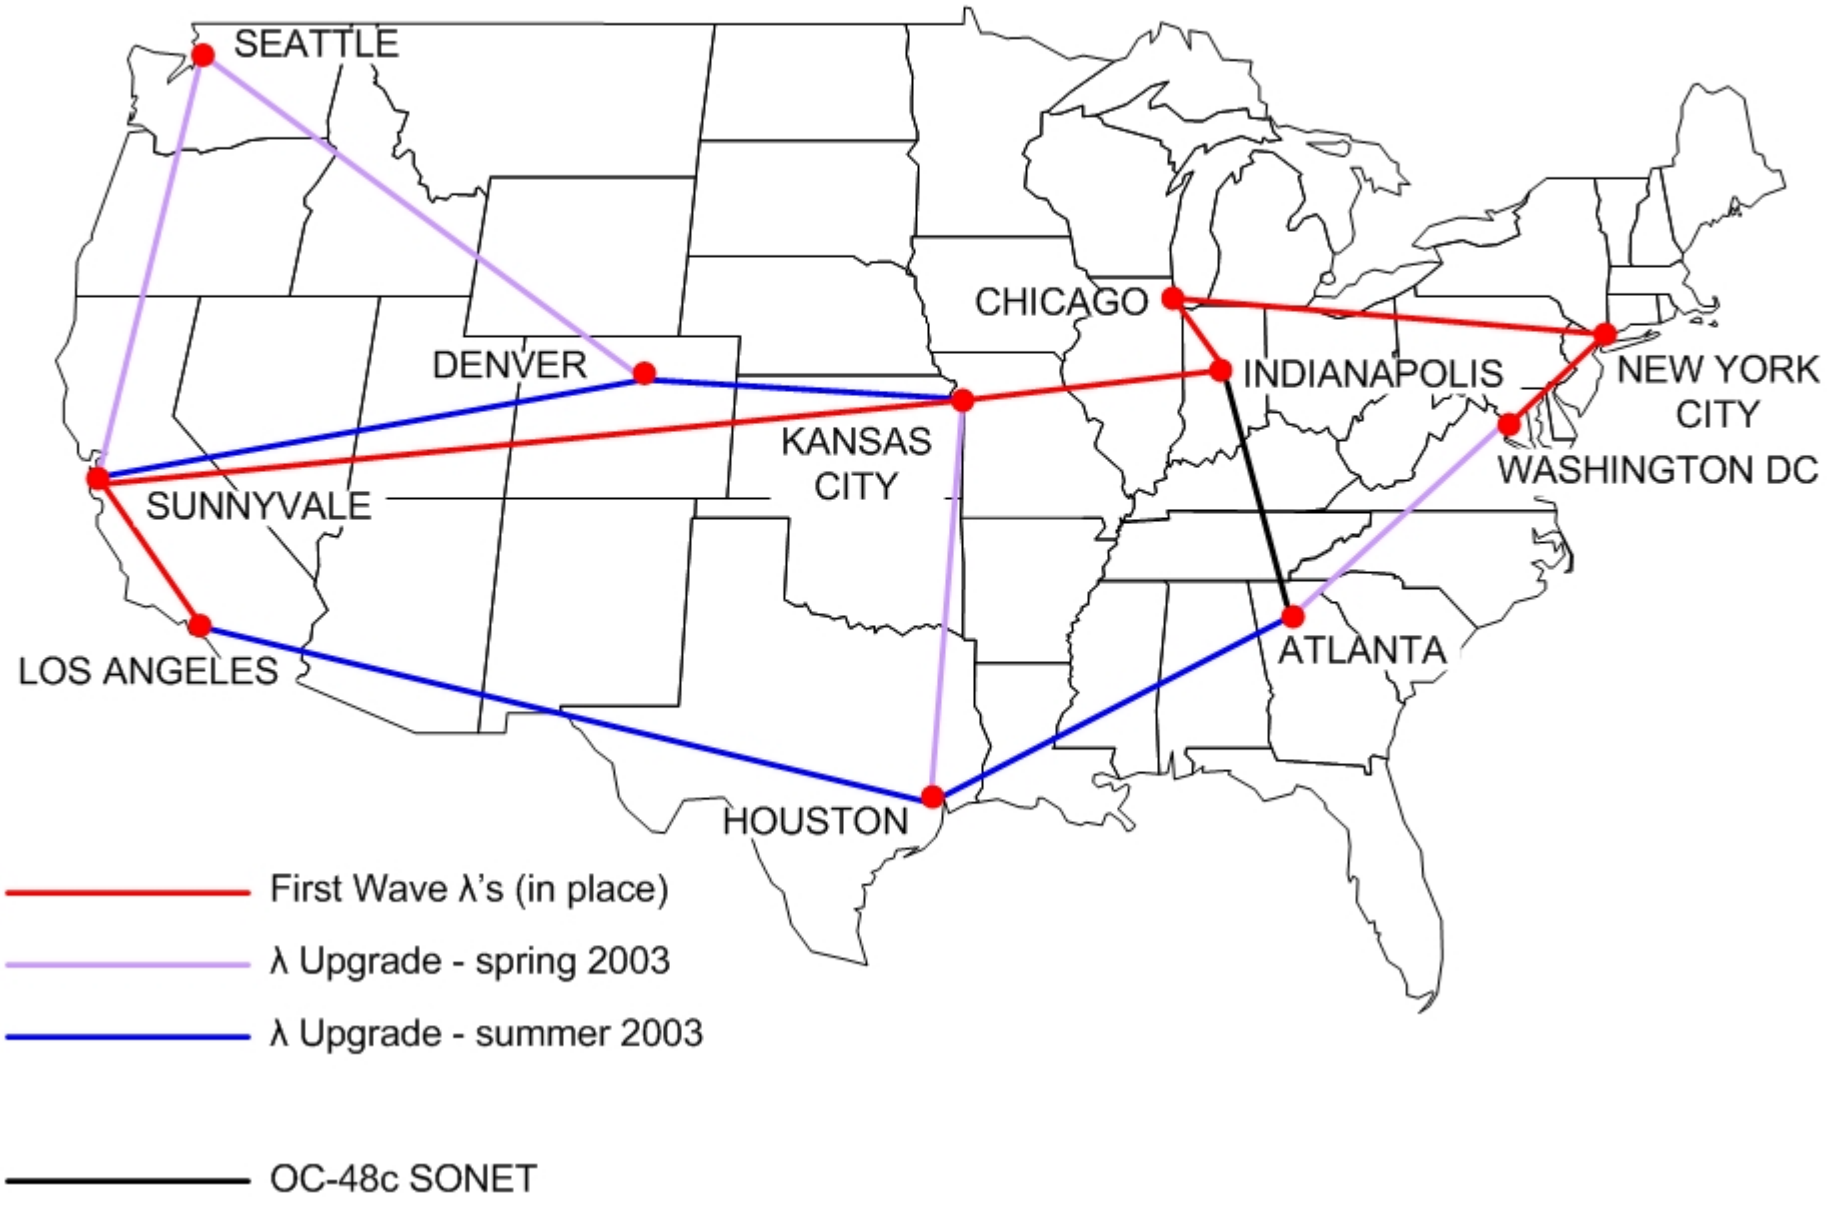 SEATTLE
CHICAGO
DENVER
INDIANAPOLIS
NEW YORK
CITY
KANSAS
CITY
WASHINGTON DC
SUNNYVALE
ATLANTA
LOS ANGELES
HOUSTON
First Wave λ's (in place)
λ Upgrade - spring 2003
λ Upgrade - summer 2003
OC-48c SONET